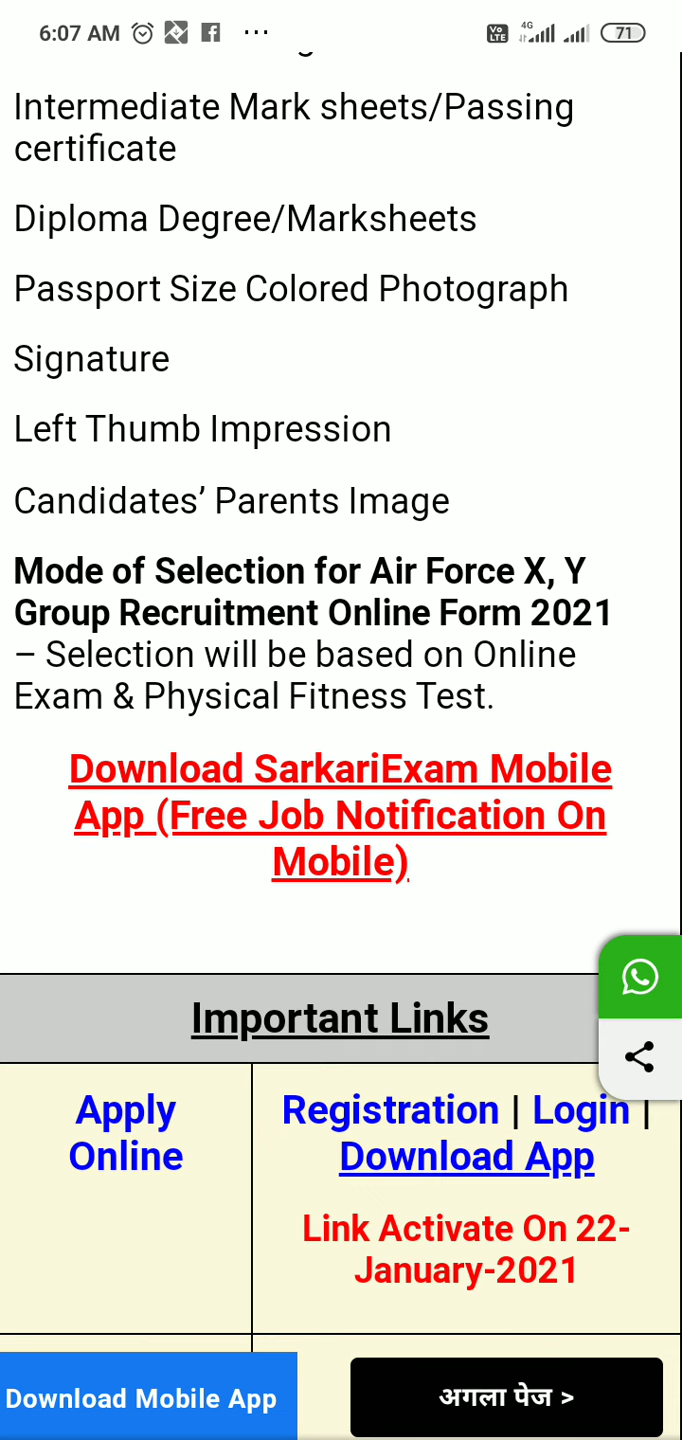 6:07 AM ...
Vo LTE 4G 71
Intermediate Mark sheets/Passing
certificate
Diploma Degree/Marksheets
Passport Size Colored Photograph
Signature
Left Thumb Impression
Candidates’ Parents Image
Mode of Selection for Air Force X, Y
Group Recruitment Online Form 2021
– Selection will be based on Online
Exam & Physical Fitness Test.
Download SarkariExam Mobile
App (Free Job Notification On
Mobile)
Important Links
Apply
Online
Registration | Login |
Download App
Link Activate On 22-
January-2021
Download Mobile App
अगला पेज >